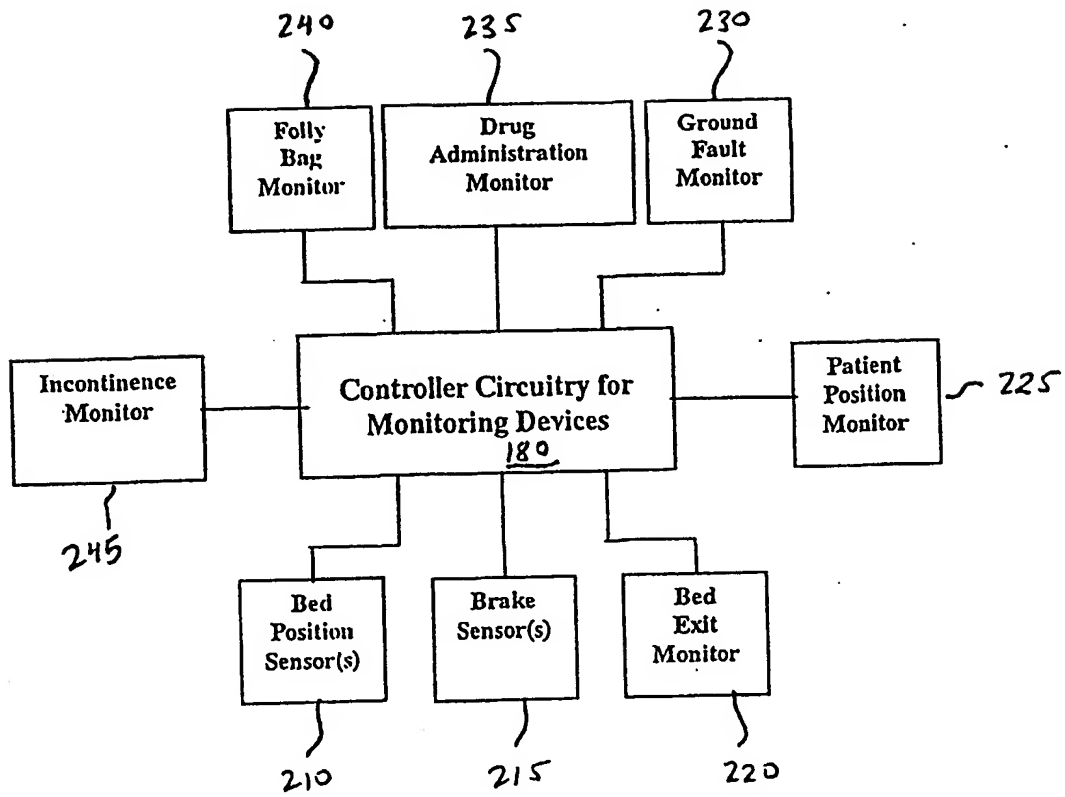 240
235
230
Folly
Bag
Monitor
Drug
Administration
Monitor
Ground
Fault
Monitor
Incontinence
Monitor
Controller Circuitry for
Monitoring Devices
180
Patient
Position
Monitor
225
245
Bed
Position
Sensor(s)
Brake
Sensor(s)
Bed
Exit
Monitor
210
215
220